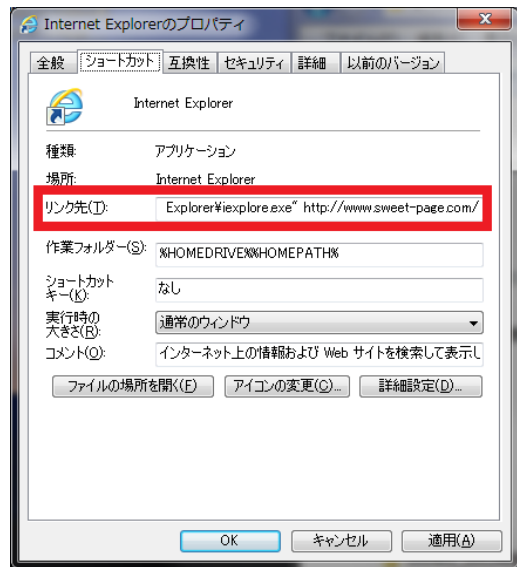 Internet Explorerのプロパティ
全般 ショートカット 互換性 セキュリティ 詳細 以前のバージョン
Internet Explorer
種類: アプリケーション
場所: Internet Explorer
リンク先(T): Explorer¥iexplore.exe" http://www.sweet-page.com/
作業フォルダー(S): %HOMEDRIVE%%HOMEPATH%
ショートカット
キー(K): なし
実行時の
大きさ(R): 通常のウィンドウ
コメント(O): インターネット上の情報および Web サイトを検索して表示し
ファイルの場所を開く(F) アイコンの変更(C)... 詳細設定(D)...
OK キャンセル 適用(A)